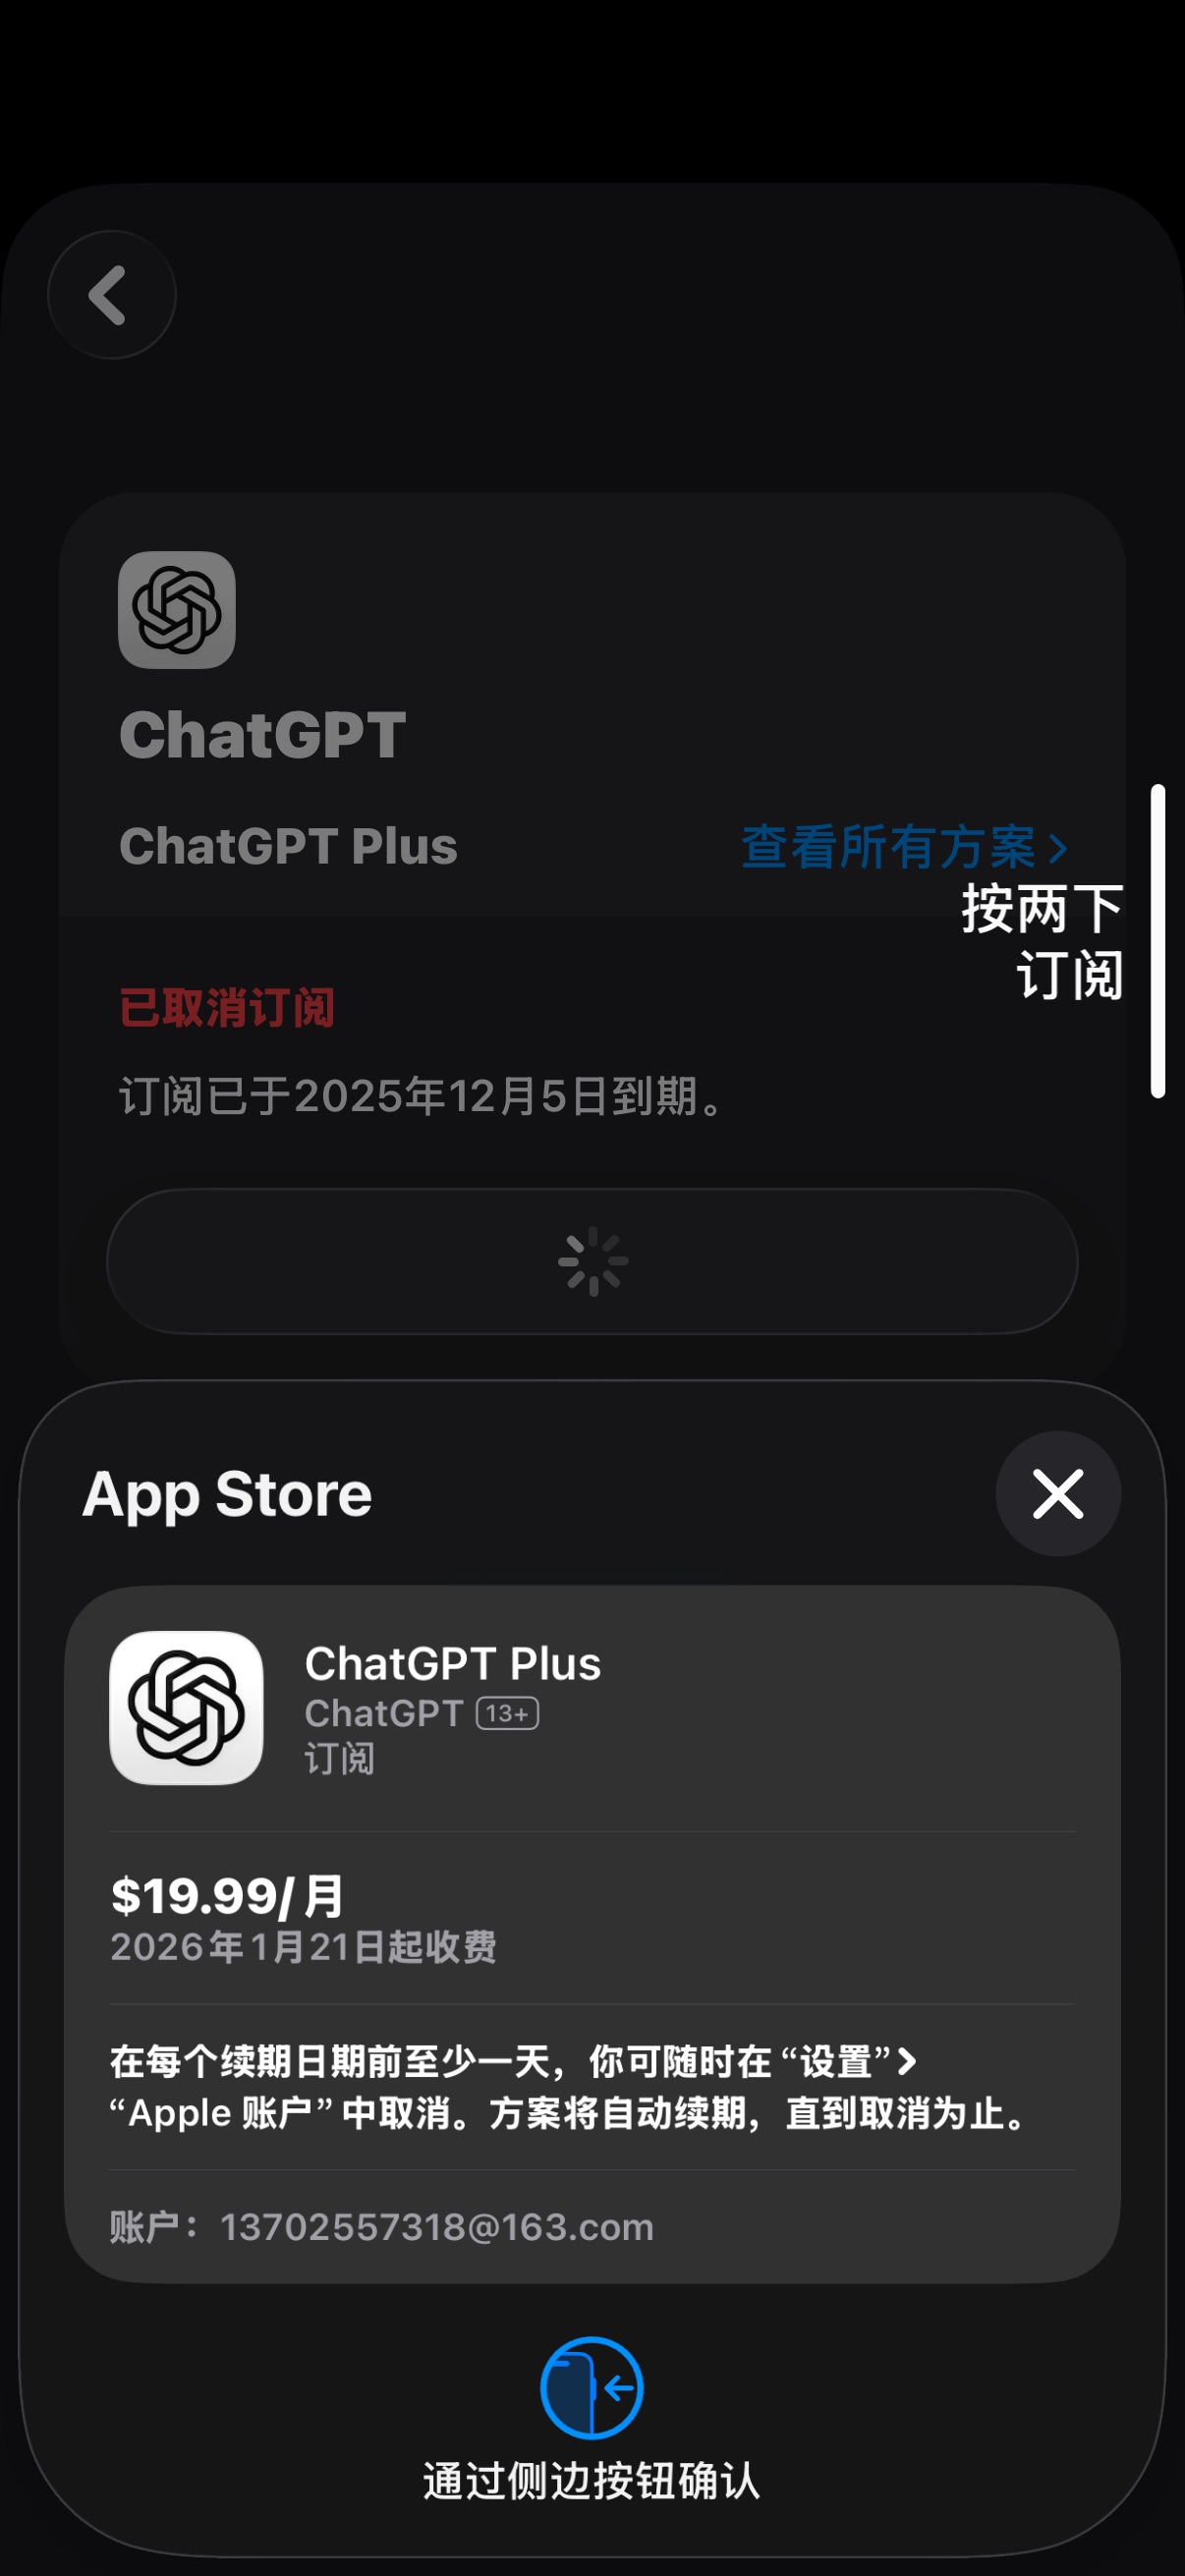 ChatGPT
ChatGPT Plus
查看所有方案
按两下
订阅
已取消订阅
订阅已于2025年12月5日到期。
App Store
ChatGPT Plus
ChatGPT 13+
订阅
$19.99/月
2026年1月21日起收费
在每个续期日期前至少一天，你可随时在“设置”>
“Apple 账户”中取消。方案将自动续期，直到取消为止。
账户：13702557318@163.com
通过侧边按钮确认